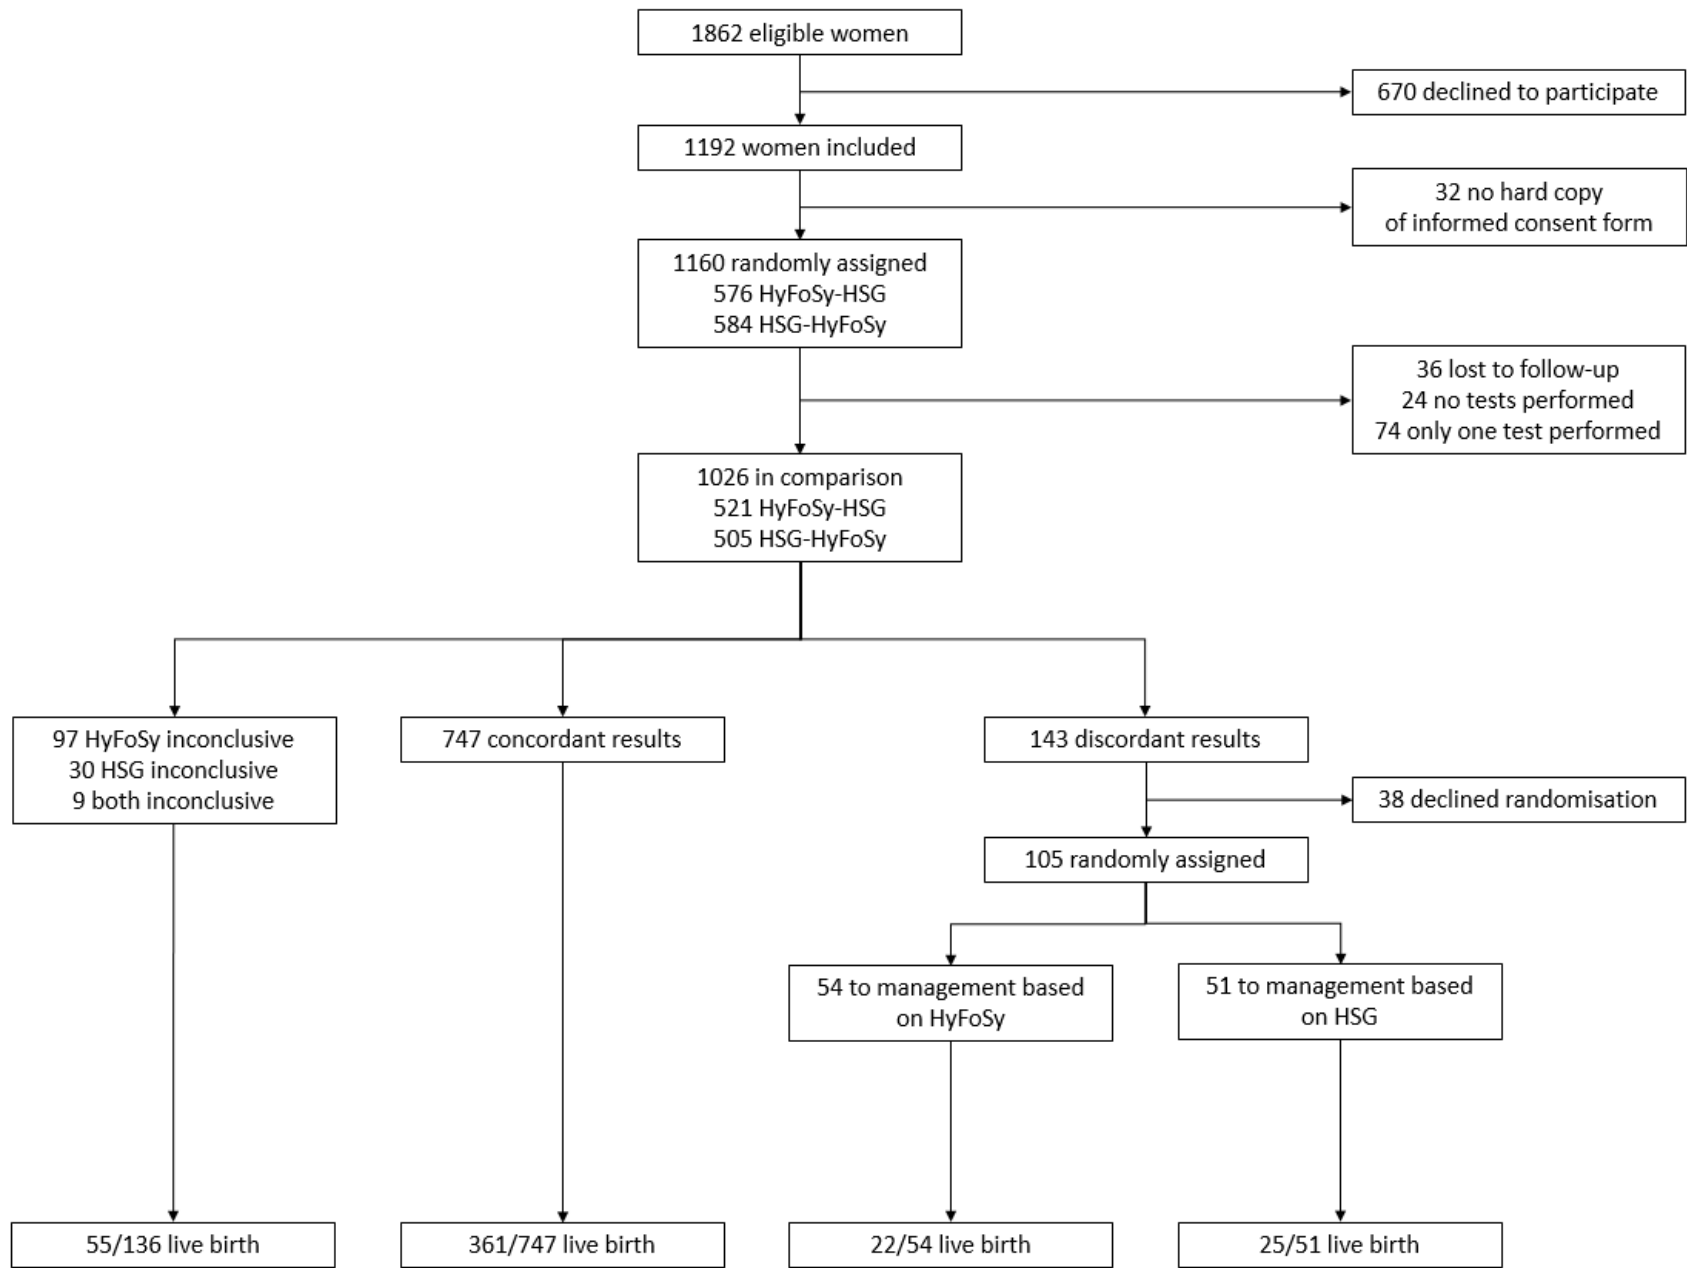 1862 eligible women
670 declined to participate
1192 women included
32 no hard copy
of informed consent form
1160 randomly assigned
576 HyFoSy-HSG
584 HSG-HyFoSy
36 lost to follow-up
24 no tests performed
74 only one test performed
1026 in comparison
521 HyFoSy-HSG
505 HSG-HyFoSy
97 HyFoSy inconclusive
30 HSG inconclusive
9 both inconclusive
747 concordant results
143 discordant results
38 declined randomisation
105 randomly assigned
54 to management based
on HyFoSy
51 to management based
on HSG
55/136 live birth
361/747 live birth
22/54 live birth
25/51 live birth